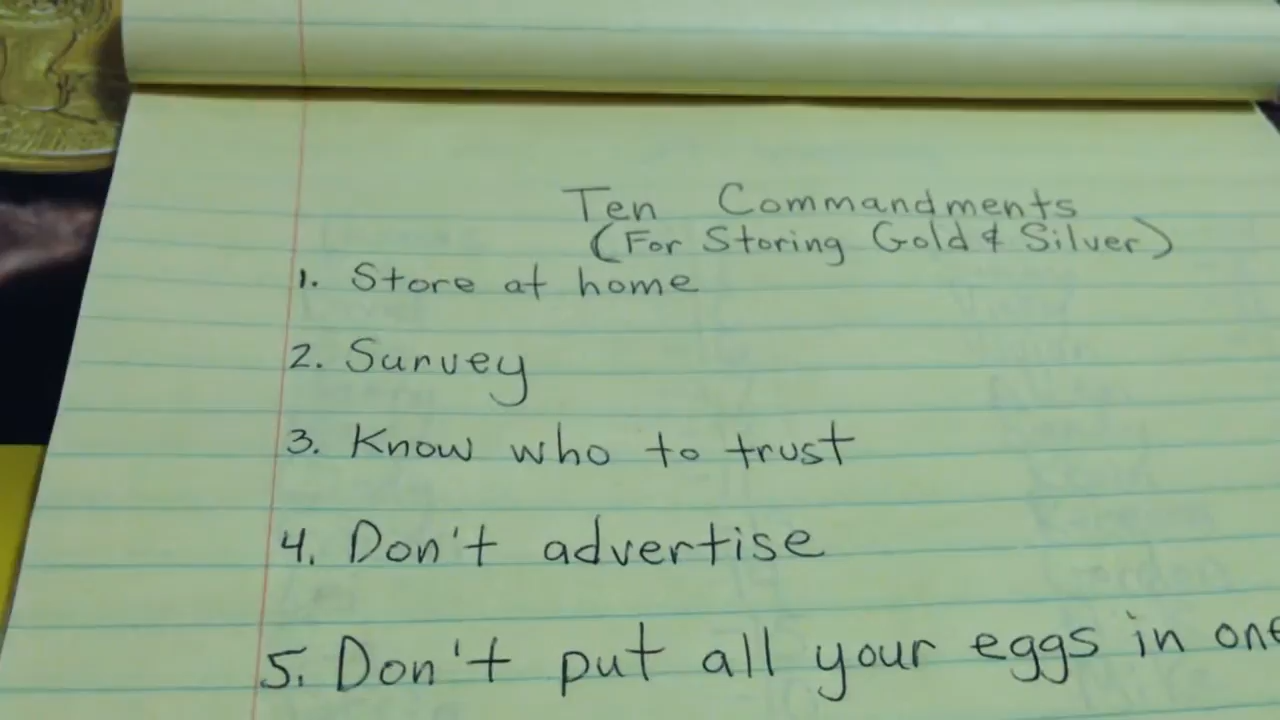 Ten Commandments
(For Storing Gold & Silver)
1. Store at home
2. Survey
3. Know who to trust
4. Don't advertise
5. Don't put all your eggs in one